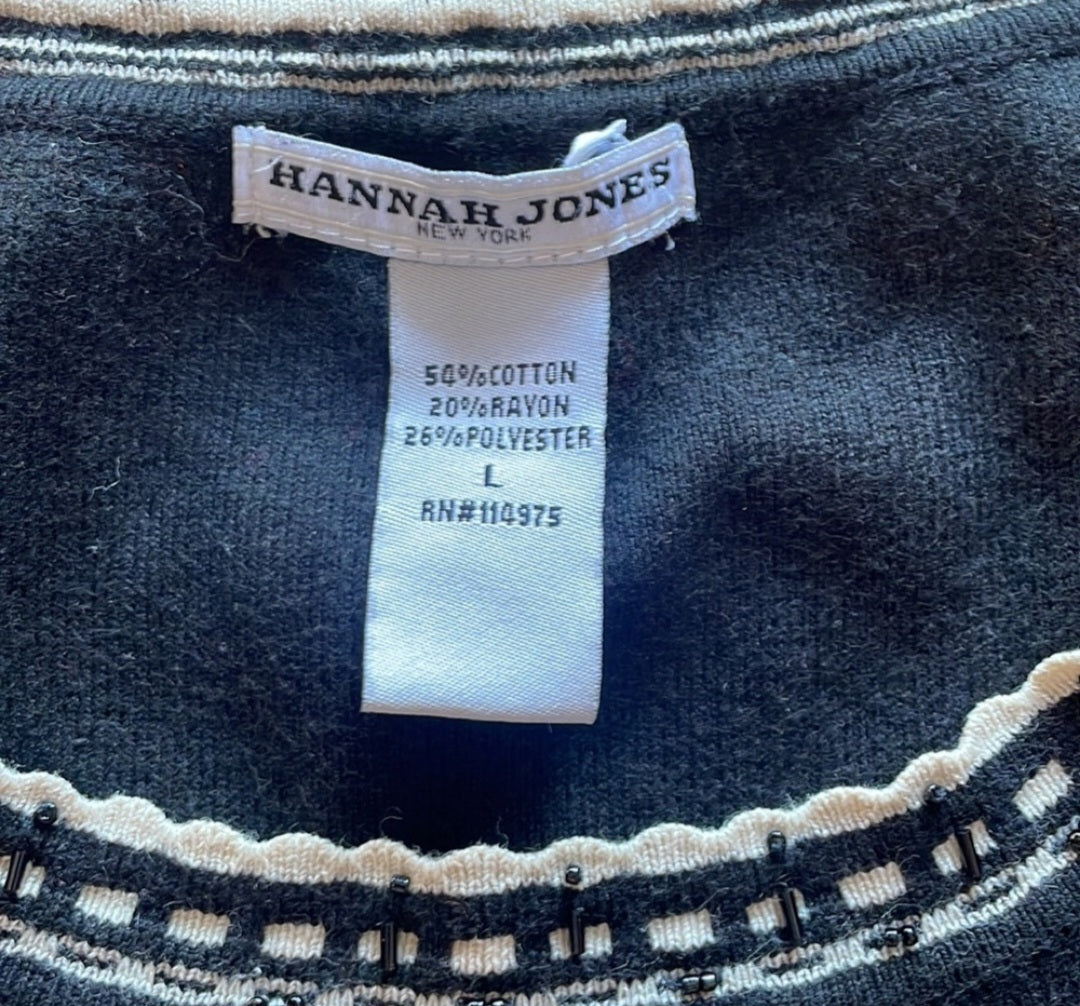 HANNAH JONES
NEW YORK
54%COTTON
20%RAYON
26%POLYESTER
L
RN#114975